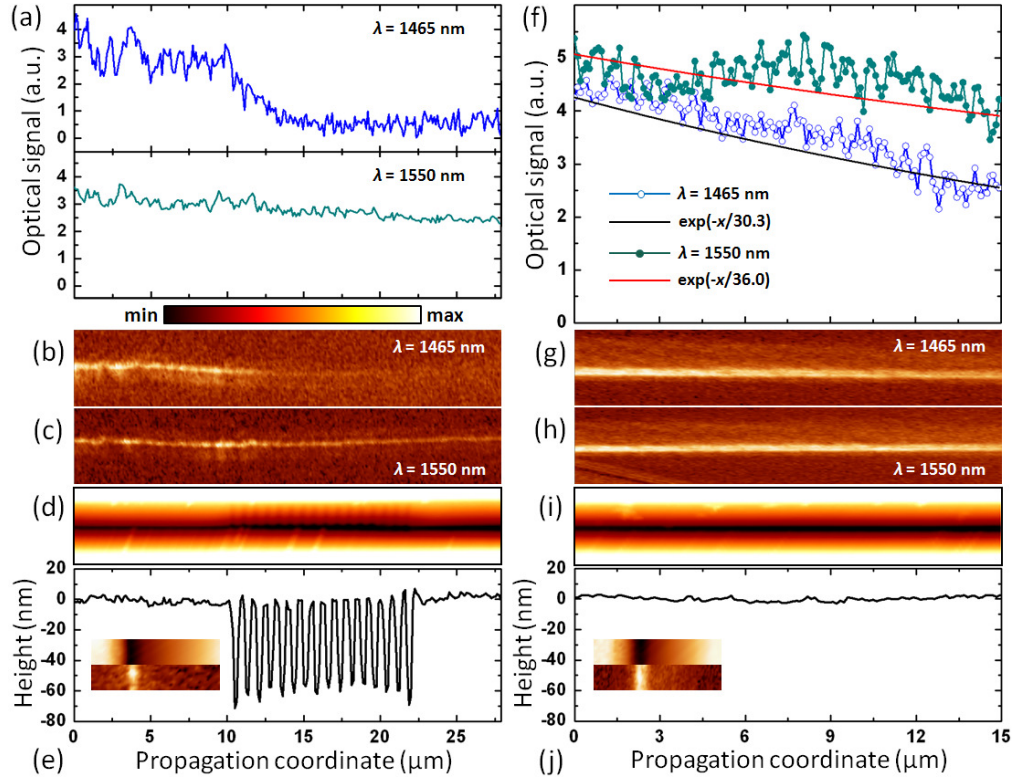 (a)
λ = 1465 nm
4
3
2
1
0
λ = 1550 nm
4
3
2
1
0
Optical signal (a.u.)
min max
(b)
λ = 1465 nm
(c)
λ = 1550 nm
(d)
20
0
-20
-40
-60
-80
Height (nm)
0 5 10 15 20 25
(e) Propagation coordinate (μm)
(f)
6
5
4
3
2
1
0
Optical signal (a.u.)
λ = 1465 nm
exp(-x/30.3)
λ = 1550 nm
exp(-x/36.0)
(g)
λ = 1465 nm
(h)
λ = 1550 nm
(i)
20
0
-20
-40
-60
-80
Height (nm)
0 3 6 9 12 15
(j) Propagation coordinate (μm)